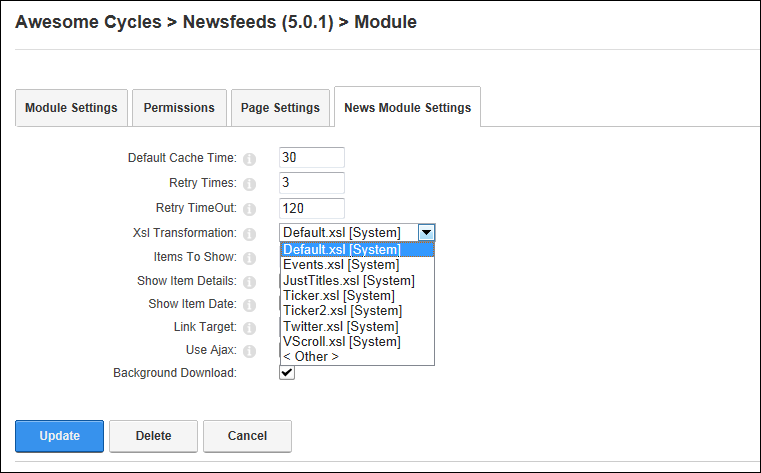 Awesome Cycles > Newsfeeds (5.0.1) > Module
Module Settings Permissions Page Settings News Module Settings
Default Cache Time: 30
Retry Times: 3
Retry TimeOut: 120
Xsl Transformation: Default.xsl [System]
Default.xsl [System]
Items To Show: Events.xsl [System]
Show Item Details: JustTitles.xsl [System]
Show Item Date: Ticker.xsl [System]
Ticker2.xsl [System]
Link Target: Twitter.xsl [System]
Use Ajax: VScroll.xsl [System]
< Other >
Background Download:
Update Delete Cancel